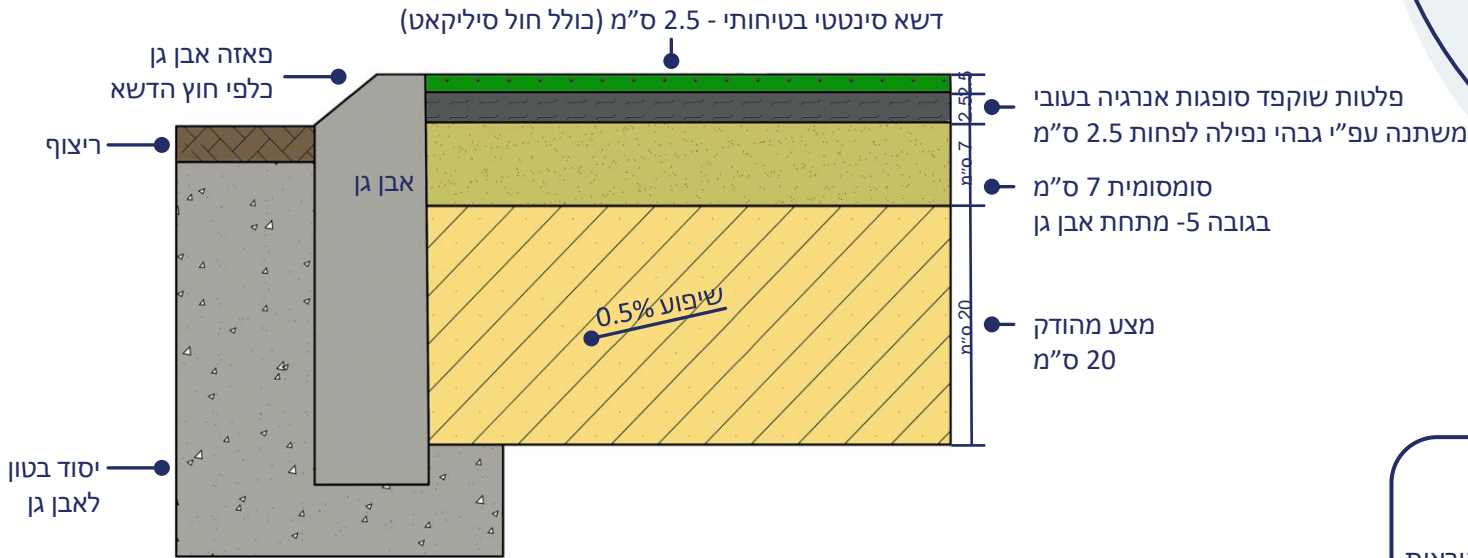 דשא סינטטי בטיחותי - 2.5 ס״מ (כולל חול סיליקאט)
פאזה אבן גן
כלפי חוץ הדשא
ריצוף
אבן גן
יסוד בטון
לאבן גן
שיפוע 0.5%
2.5
2.5
7 ס״מ
20 ס״מ
פלטות שוקפד סופגות אנרגיה בעובי
משתנה עפ״י גבהי נפילה לפחות 2.5 ס״מ
סומסומית 7 ס״מ
בגובה 5- מתחת אבן גן
מצע מהודק
20 ס״מ